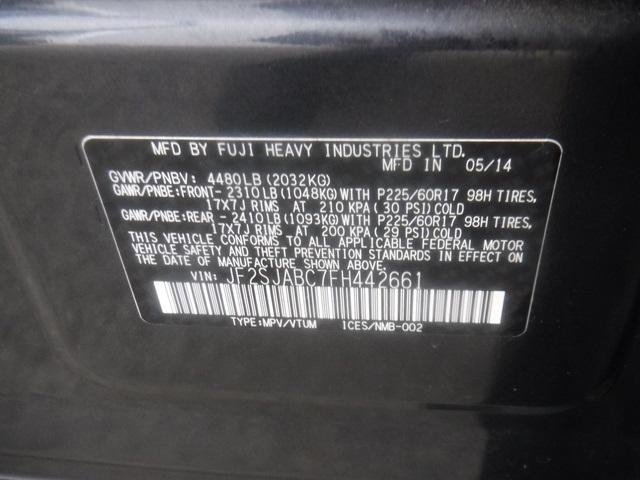 MFD BY FUJI HEAVY INDUSTRIES LTD.
MFD IN 05/14
GVWR/PNBV: 4480LB(2032KG)
GAWR/PNBE:FRONT-2310LB(1048KG)WITH P225/60R17 98H TIRES,
17X7J RIMS AT 210 KPA(30 PSI)COLD
GAWR/PNBE:REAR -2410LB(1093KG)WITH P225/60R17 98H TIRES,
17X7J RIMS AT 200 KPA(29 PSI)COLD
THIS VEHICLE CONFORMS TO ALL APPLICABLE FEDERAL MOTOR
VEHICLE SAFETY AND THEFT PREVENTION STANDARDS IN EFFECT ON
THE DATE OF MANUFACTURE SHOWN ABOVE.
VIN: JF2SJABC7FH442661
TYPE:MPV/VTUM ICES/NMB-002